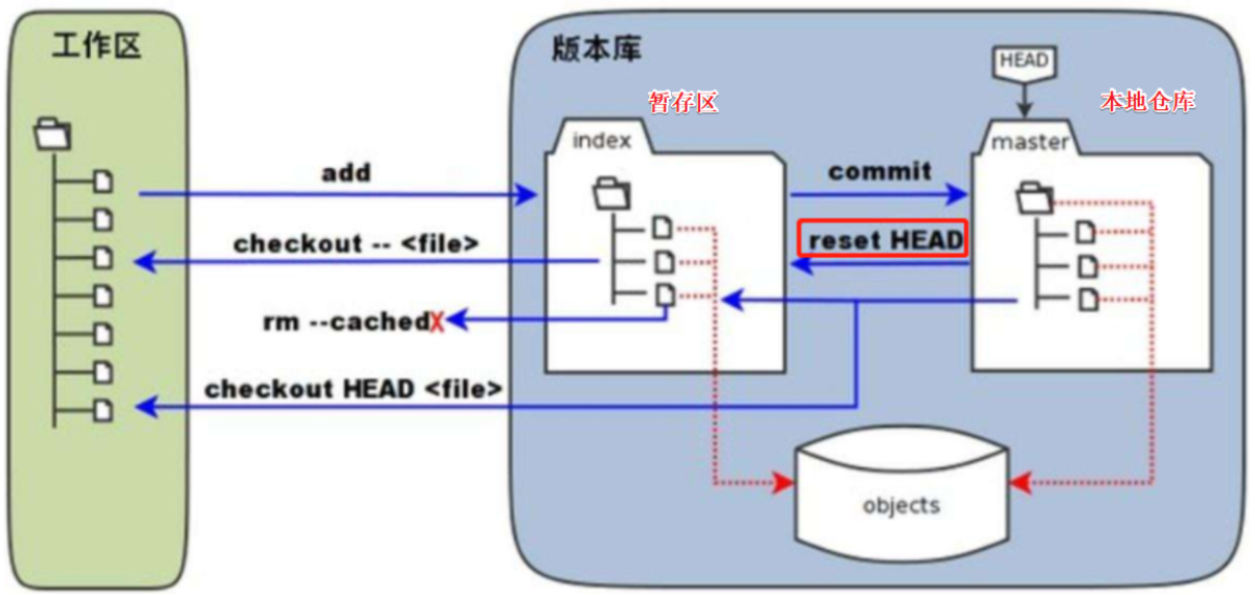 工作区
版本库
HEAD
暂存区
本地仓库
index
master
add
commit
checkout -- <file>
reset HEAD
rm --cachedX
checkout HEAD <file>
objects